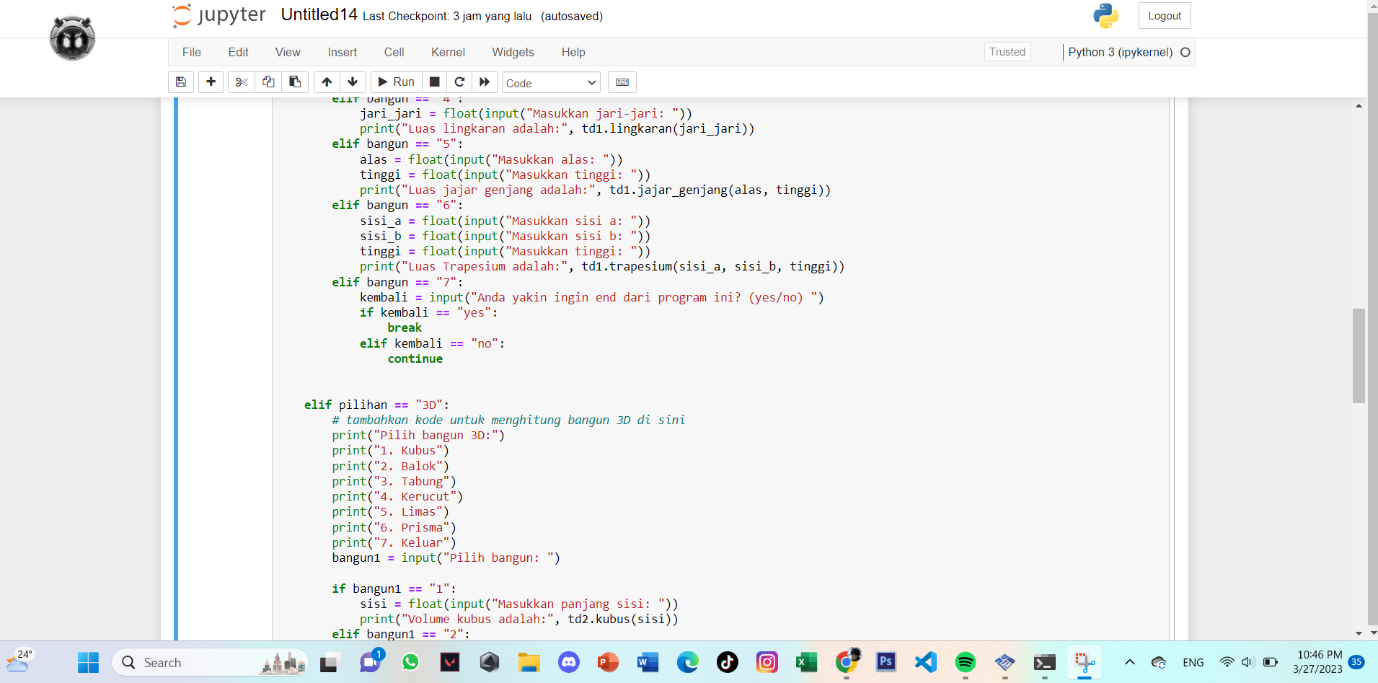 jupyter Untitled14 Last Checkpoint: 3 jam yang lalu (autosaved) Logout
File Edit View Insert Cell Kernel Widgets Help Trusted Python 3 (ipykernel)
Run Code
elif bangun == "4":
jari_jari = float(input("Masukkan jari-jari: "))
print("Luas lingkaran adalah:", td1.lingkaran(jari_jari))
elif bangun == "5":
alas = float(input("Masukkan alas: "))
tinggi = float(input("Masukkan tinggi: "))
print("Luas jajar genjang adalah:", td1.jajar_genjang(alas, tinggi))
elif bangun == "6":
sisi_a = float(input("Masukkan sisi a: "))
sisi_b = float(input("Masukkan sisi b: "))
tinggi = float(input("Masukkan tinggi: "))
print("Luas Trapesium adalah:", td1.trapesium(sisi_a, sisi_b, tinggi))
elif bangun == "7":
kembali = input("Anda yakin ingin end dari program ini? (yes/no) ")
if kembali == "yes":
break
elif kembali == "no":
continue
elif pilihan == "3D":
# tambahkan kode untuk menghitung bangun 3D di sini
print("Pilih bangun 3D:")
print("1. Kubus")
print("2. Balok")
print("3. Tabung")
print("4. Kerucut")
print("5. Limas")
print("6. Prisma")
print("7. Keluar")
bangun1 = input("Pilih bangun: ")
if bangun1 == "1":
sisi = float(input("Masukkan panjang sisi: "))
print("Volume kubus adalah:", td2.kubus(sisi))
elif bangun1 == "2":
24° Search 1 ENG 10:46 PM
3/27/2023 35